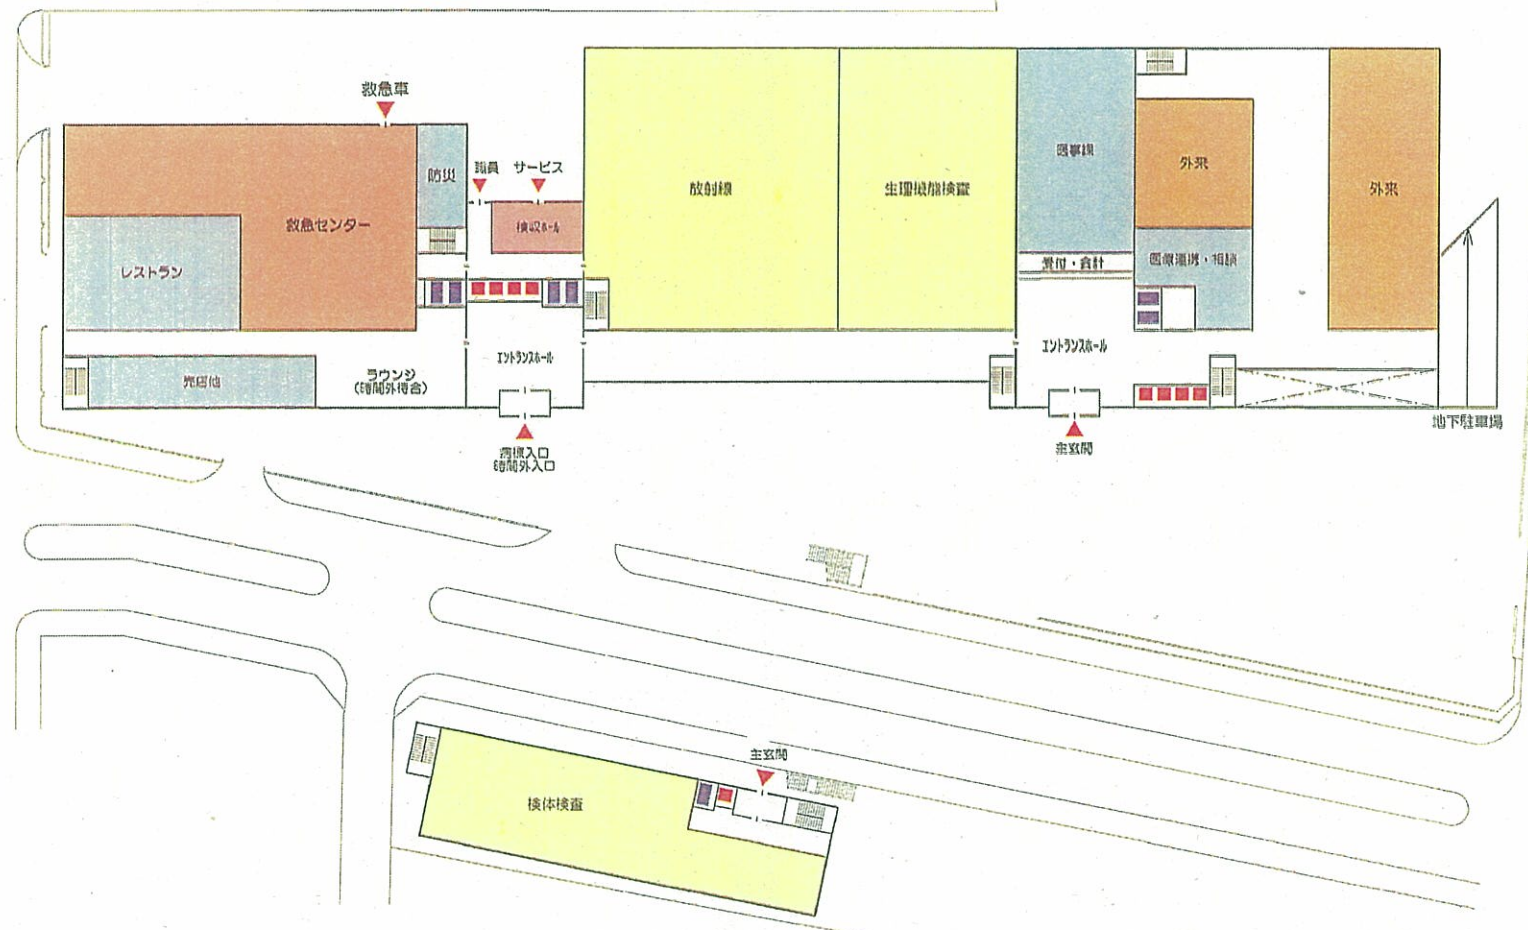 救急車
職員
サービス
防災
検収ホール
救急センター
レストラン
放射線
生理機能検査
医事課
外来
外来
受付・会計
医療連携・相談
エントランスホール
エントランスホール
売店他
ラウンジ
(時間外待合)
病棟入口
時間外入口
主玄関
地下駐車場
主玄関
検体検査